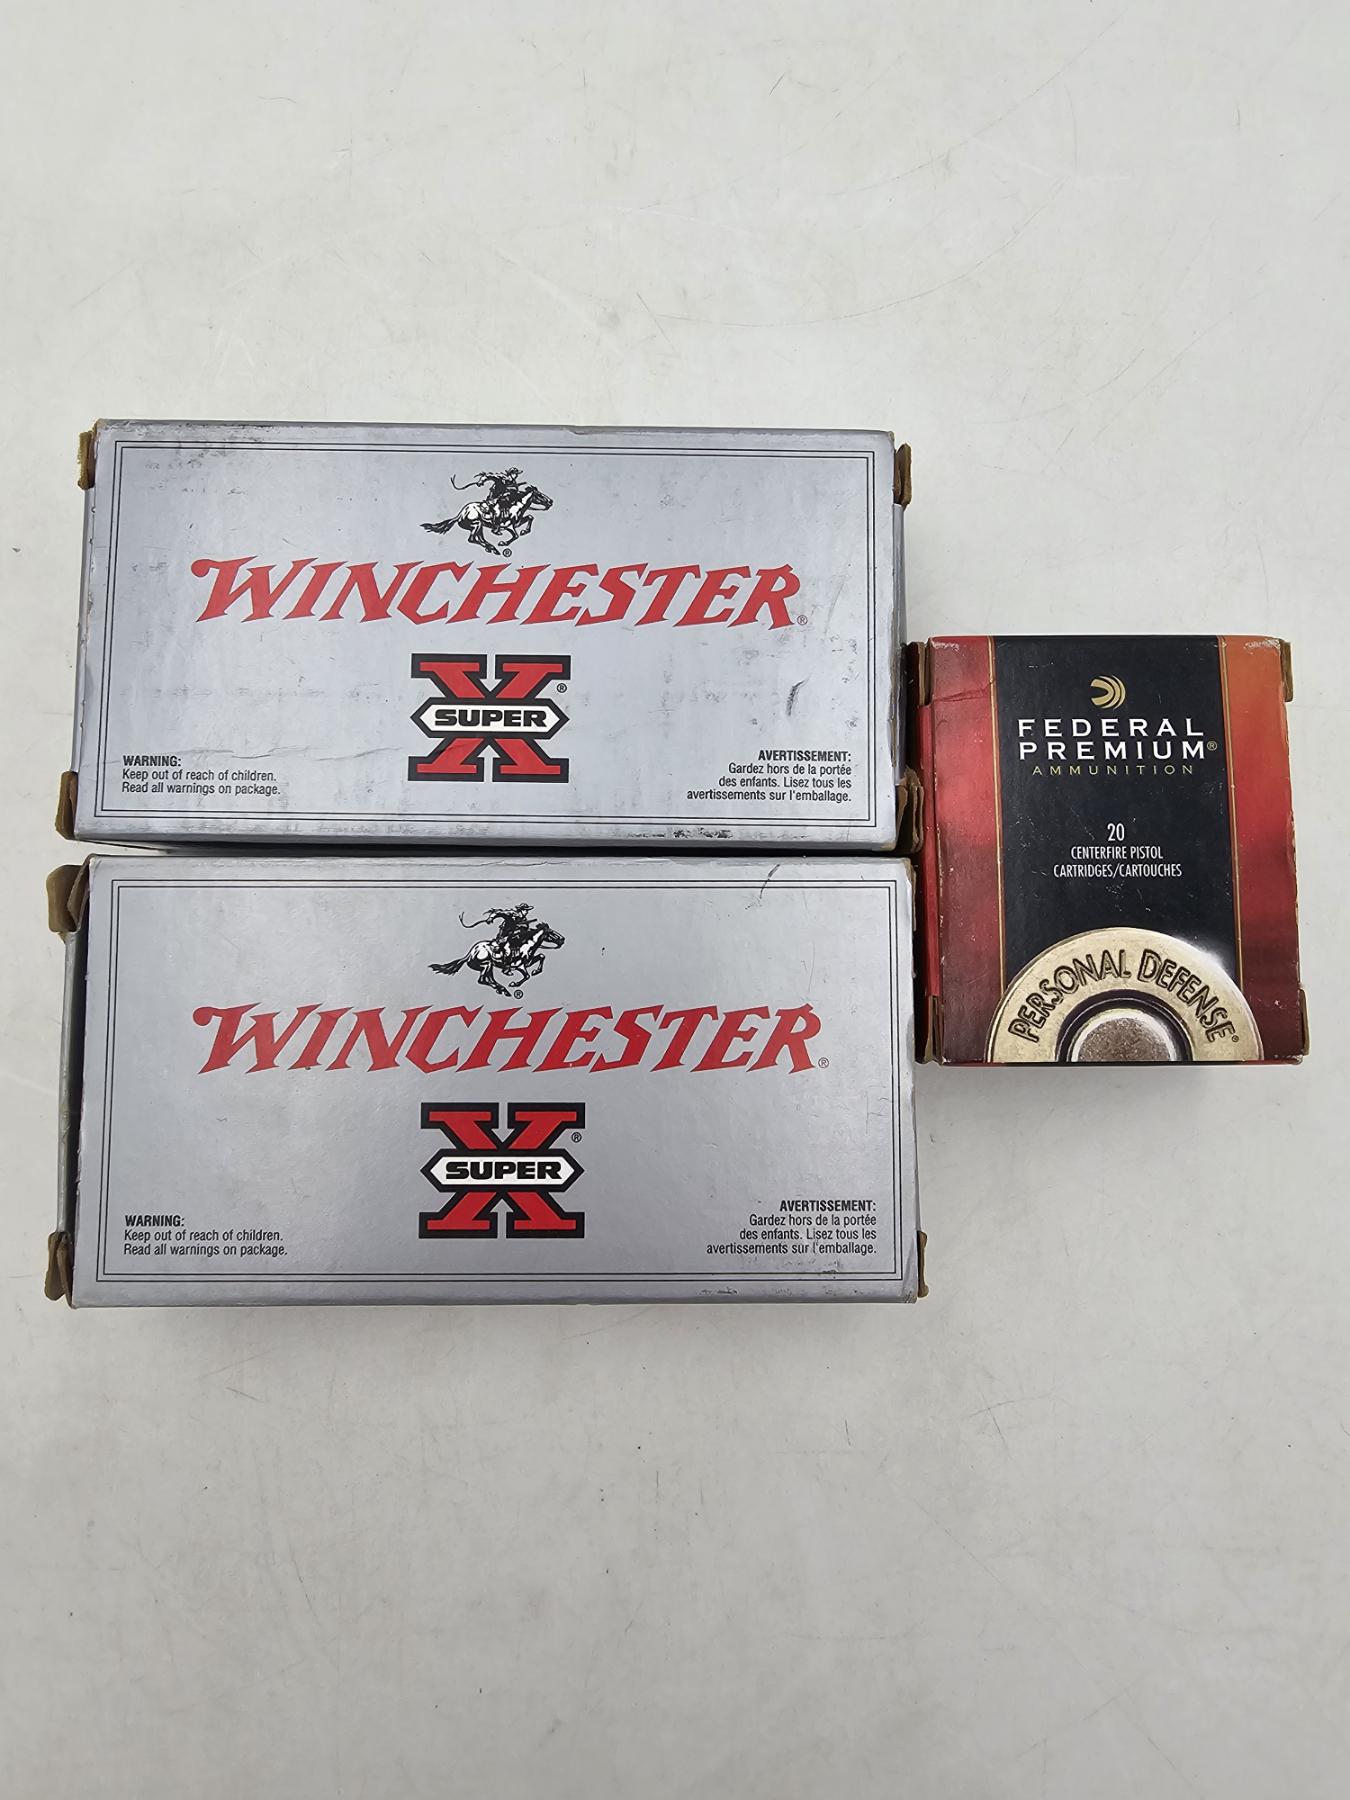 ®
WINCHESTER®
X®
SUPER
WARNING:
Keep out of reach of children.
Read all warnings on package.
AVERTISSEMENT:
Gardez hors de la portée
des enfants. Lisez tous les
avertissements sur l'emballage.
®
WINCHESTER®
X®
SUPER
WARNING:
Keep out of reach of children.
Read all warnings on package.
AVERTISSEMENT:
Gardez hors de la portée
des enfants. Lisez tous les
avertissements sur l'emballage.
FEDERAL
PREMIUM®
AMMUNITION
20
CENTERFIRE PISTOL
CARTRIDGES/CARTOUCHES
PERSONAL DEFENSE®